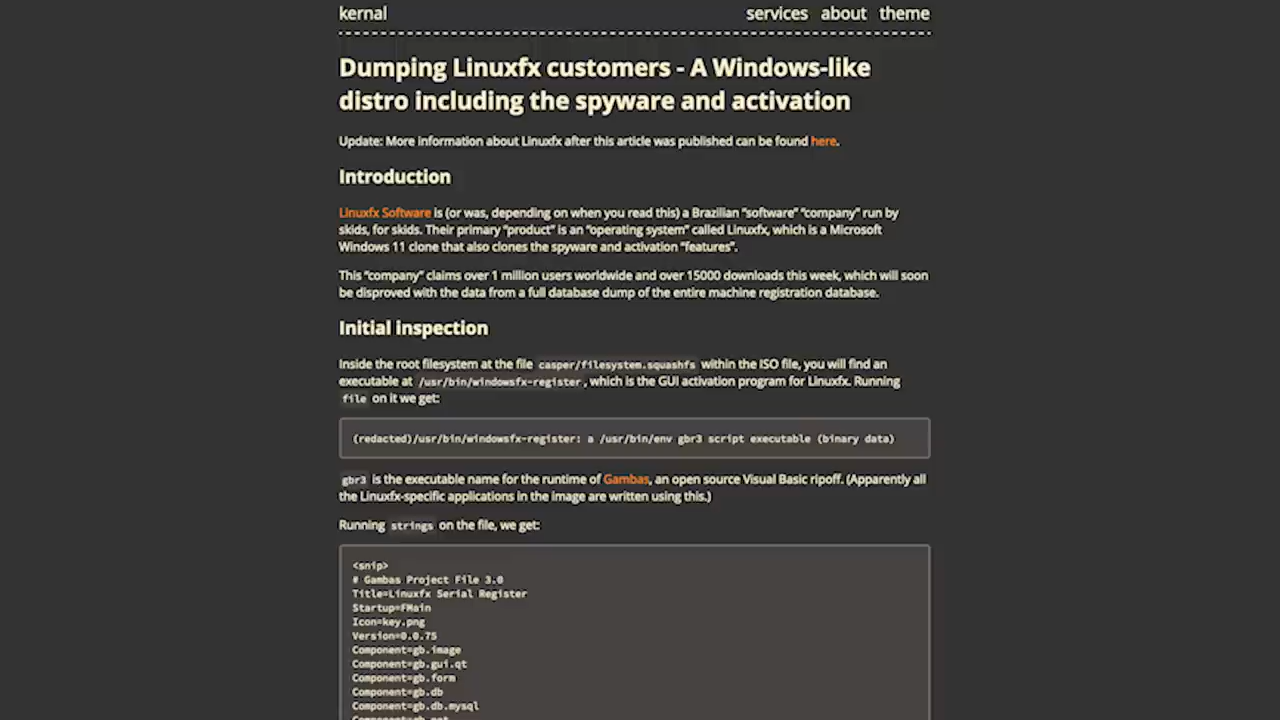 kernal
services about theme
Dumping Linuxfx customers - A Windows-like
distro including the spyware and activation
Update: More information about Linuxfx after this article was published can be found here.
Introduction
Linuxfx Software is (or was, depending on when you read this) a Brazilian “software” “company” run by
skids, for skids. Their primary “product” is an “operating system” called Linuxfx, which is a Microsoft
Windows 11 clone that also clones the spyware and activation “features”.
This “company” claims over 1 million users worldwide and over 15000 downloads this week, which will soon
be disproved with the data from a full database dump of the entire machine registration database.
Initial inspection
Inside the root filesystem at the file casper/filesystem.squashfs within the ISO file, you will find an
executable at /usr/bin/windowsfx-register, which is the GUI activation program for Linuxfx. Running
file on it we get:
(redacted)/usr/bin/windowsfx-register: a /usr/bin/env gbr3 script executable (binary data)
gbr3 is the executable name for the runtime of Gambas, an open source Visual Basic ripoff. (Apparently all
the Linuxfx-specific applications in the image are written using this.)
Running strings on the file, we get:
<snip>
# Gambas Project File 3.0
Title=Linuxfx Serial Register
Startup=FMain
Icon=key.png
Version=0.0.75
Component=gb.image
Component=gb.gui.qt
Component=gb.form
Component=gb.db
Component=gb.db.mysql
Component=gb.net